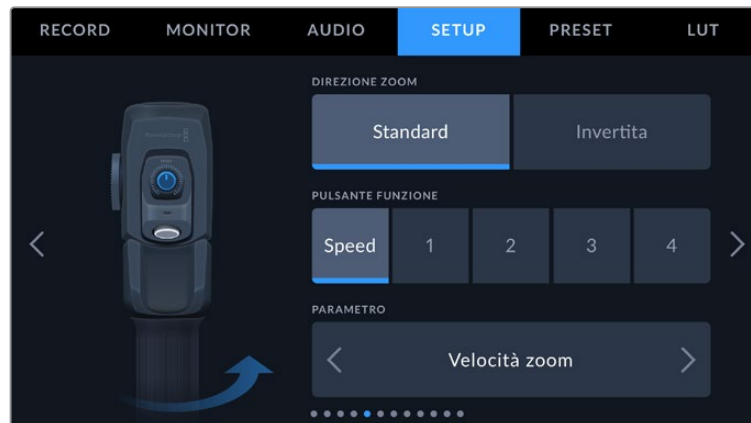 RECORD MONITOR AUDIO SETUP PRESET LUT
DIREZIONE ZOOM
Standard Invertita
PULSANTE FUNZIONE
Speed 1 2 3 4
PARAMETRO
Velocità zoom